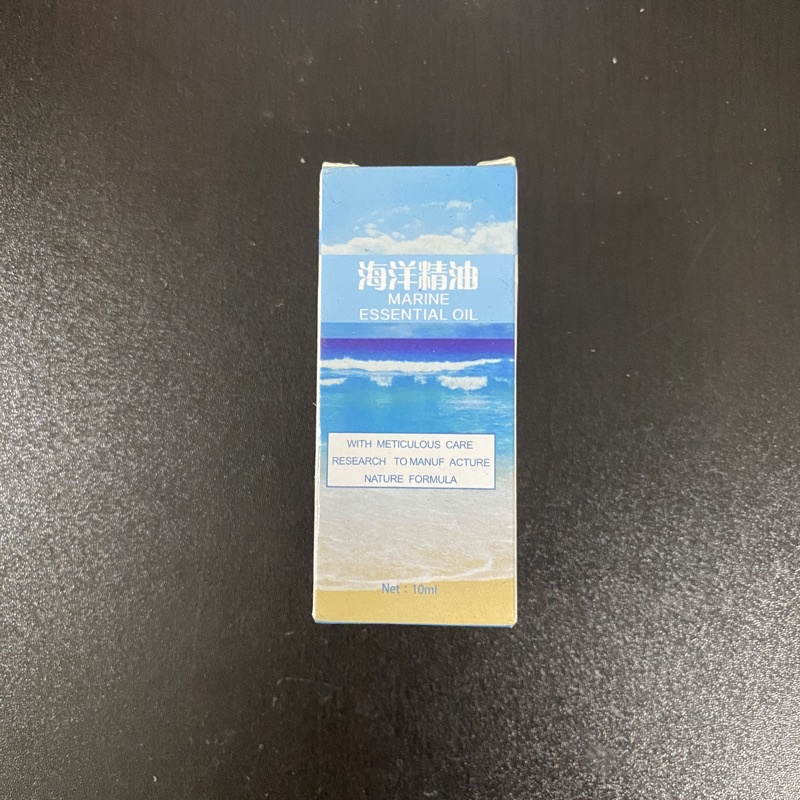 海洋精油
MARINE
ESSENTIAL OIL
WITH METICULOUS CARE
RESEARCH TO MANUF ACTURE
NATURE FORMULA
Net：10ml